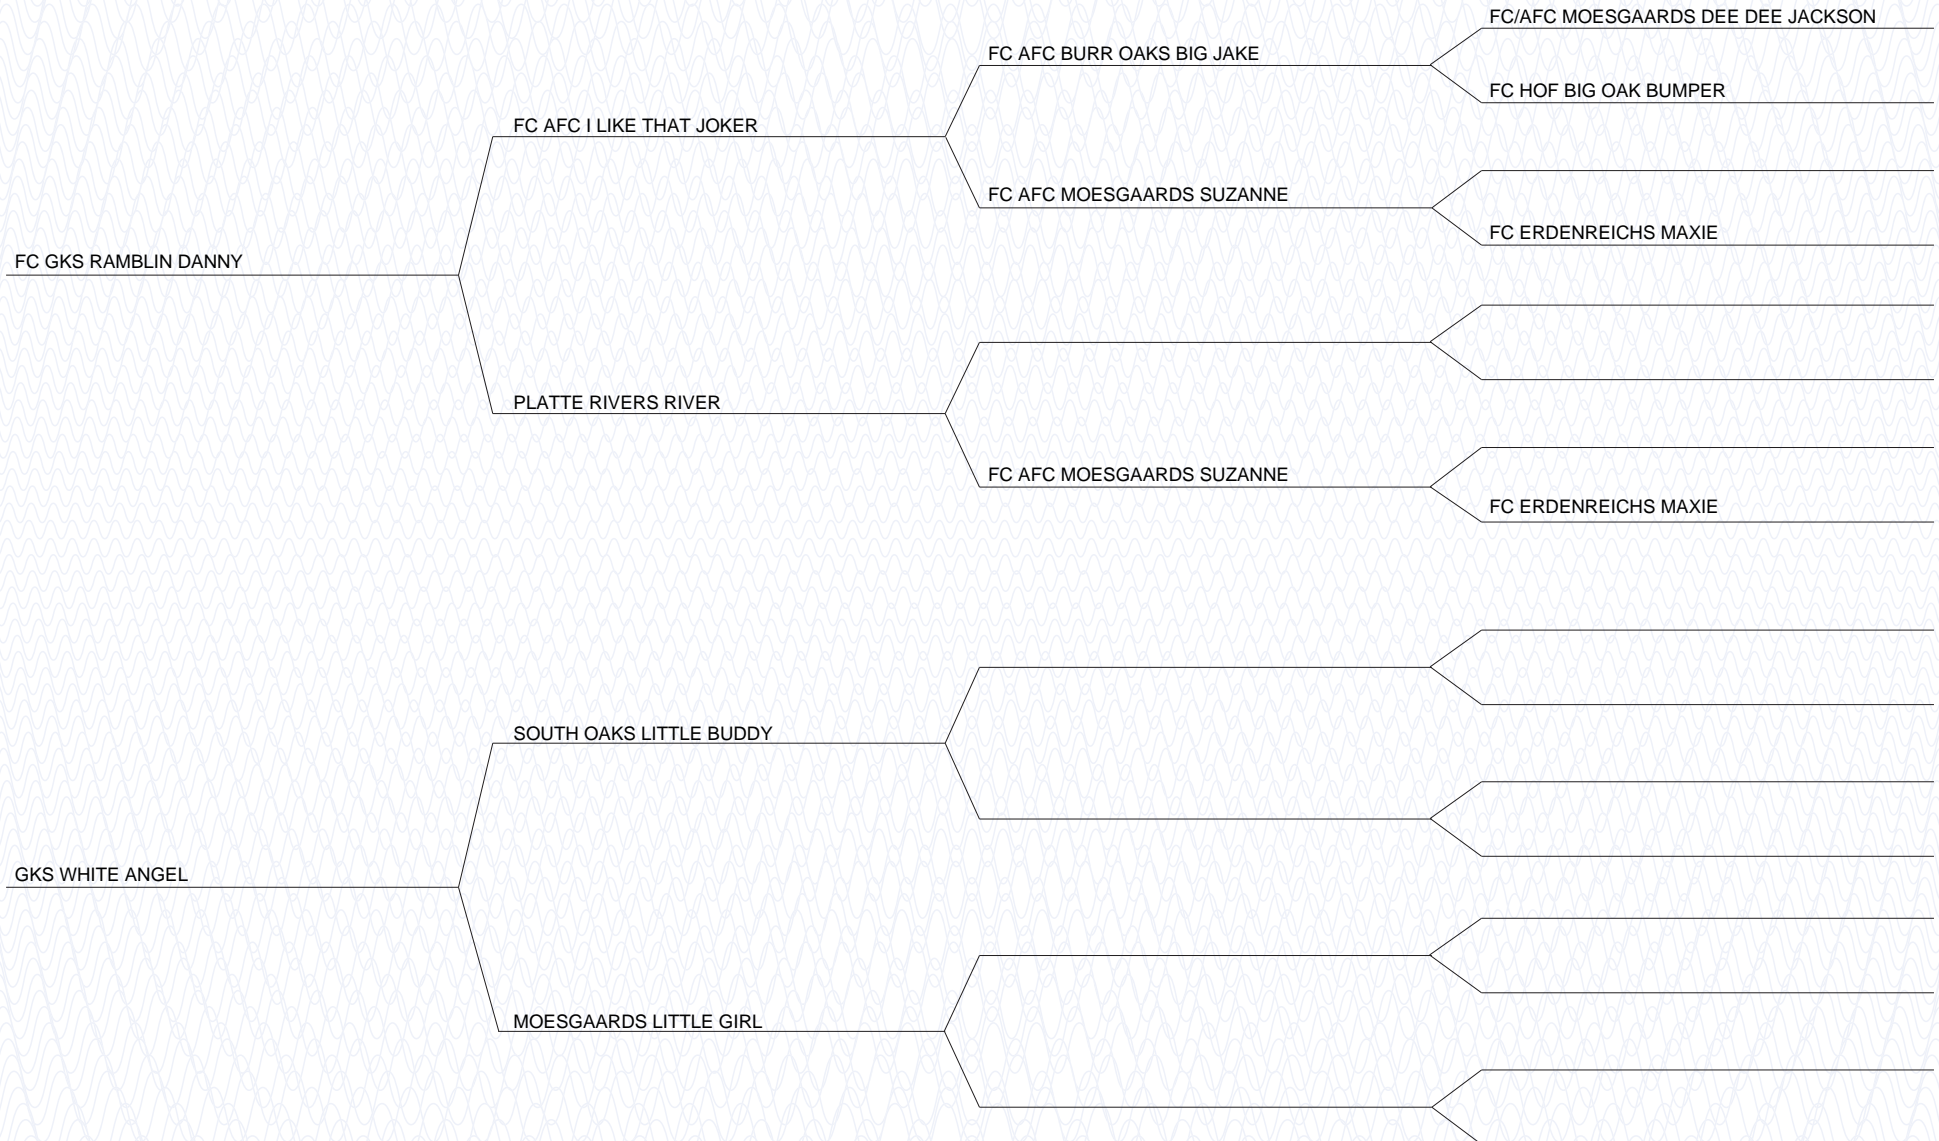 FC/AFC MOESGAARDS DEE DEE JACKSON
FC AFC BURR OAKS BIG JAKE
FC HOF BIG OAK BUMPER
FC AFC I LIKE THAT JOKER
FC AFC MOESGAARDS SUZANNE
FC ERDENREICHS MAXIE
FC GKS RAMBLIN DANNY
PLATTE RIVERS RIVER
FC AFC MOESGAARDS SUZANNE
FC ERDENREICHS MAXIE
SOUTH OAKS LITTLE BUDDY
GKS WHITE ANGEL
MOESGAARDS LITTLE GIRL